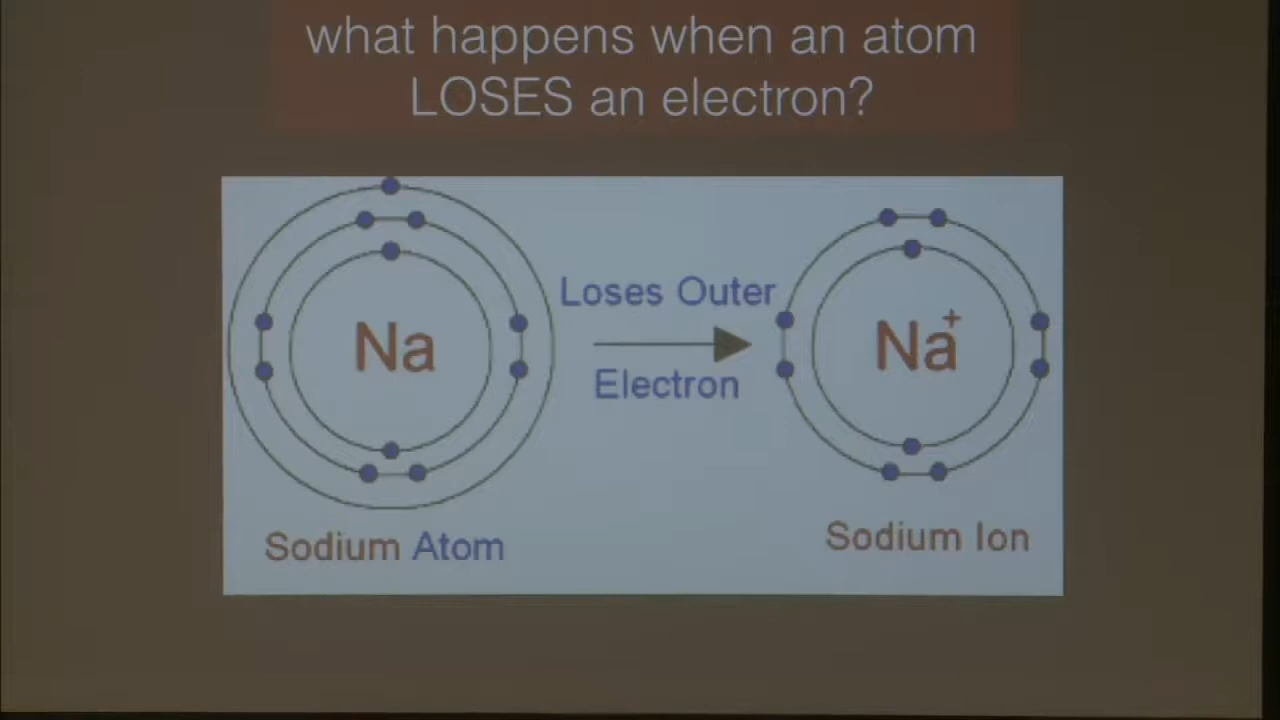 what happens when an atom
LOSES an electron?
Loses Outer
Na
Na+
Electron
Sodium Atom
Sodium Ion